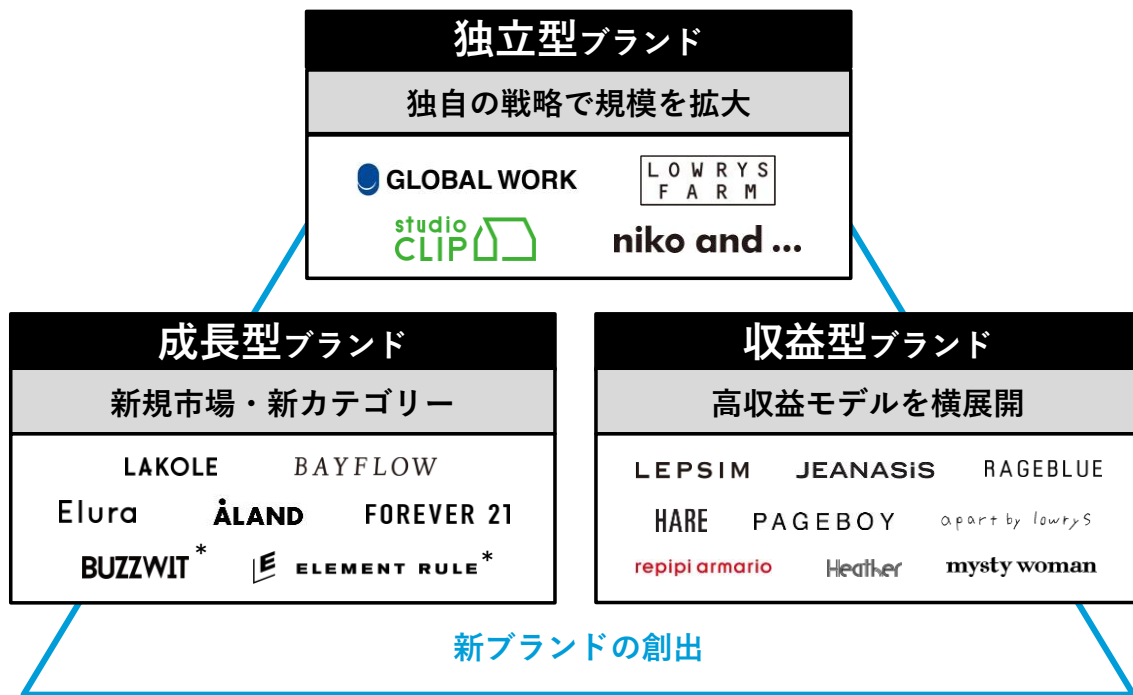 独立型ブランド
独自の戦略で規模を拡大
GLOBAL WORK
LOWRYS
FARM
studio
CLIP
niko and ...
成長型ブランド
新規市場・新カテゴリー
LAKOLE BAYFLOW
Elura ÅLAND FOREVER 21
BUZZWIT* E ELEMENT RULE*
収益型ブランド
高収益モデルを横展開
LEPSIM JEANASiS RAGEBLUE
HARE PAGEBOY apart by lowrys
repipi armario Heather mysty woman
新ブランドの創出